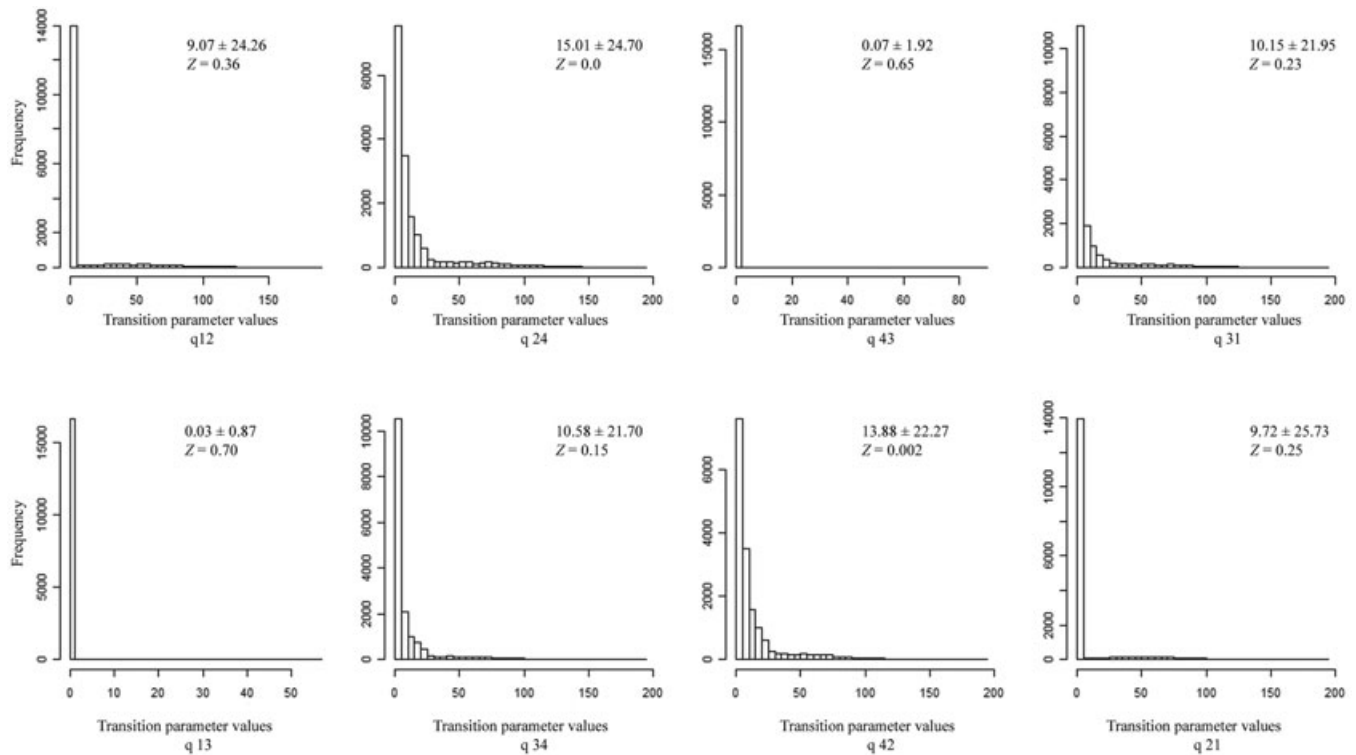 9.07 ± 24.26
Z = 0.36
Frequency
0
2000
6000
10000
14000
0
50
100
150
Transition parameter values
q12
15.01 ± 24.70
Z = 0.0
0
2000
4000
6000
0
50
100
150
200
Transition parameter values
q 24
0.07 ± 1.92
Z = 0.65
0
5000
10000
15000
0
20
40
60
80
Transition parameter values
q 43
10.15 ± 21.95
Z = 0.23
0
2000
4000
6000
8000
10000
0
50
100
150
200
Transition parameter values
q 31
0.03 ± 0.87
Z = 0.70
Frequency
0
5000
10000
15000
0
10
20
30
40
50
Transition parameter values
q 13
10.58 ± 21.70
Z = 0.15
0
2000
4000
6000
8000
10000
0
50
100
150
200
Transition parameter values
q 34
13.88 ± 22.27
Z = 0.002
0
2000
4000
6000
0
50
100
150
200
Transition parameter values
q 42
9.72 ± 25.73
Z = 0.25
0
2000
6000
10000
14000
0
50
100
150
200
Transition parameter values
q 21